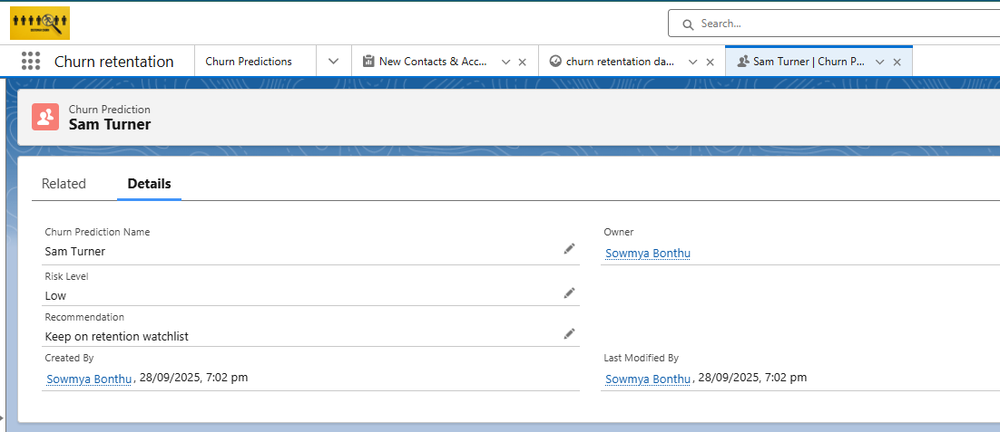 Search...
Churn retentation
Churn Predictions
New Contacts & Acc...
churn retentation da...
Sam Turner | Churn P...
Churn Prediction
Sam Turner
Related
Details
Churn Prediction Name
Sam Turner
Owner
Sowmya Bonthu
Risk Level
Low
Recommendation
Keep on retention watchlist
Created By
Sowmya Bonthu, 28/09/2025, 7:02 pm
Last Modified By
Sowmya Bonthu, 28/09/2025, 7:02 pm